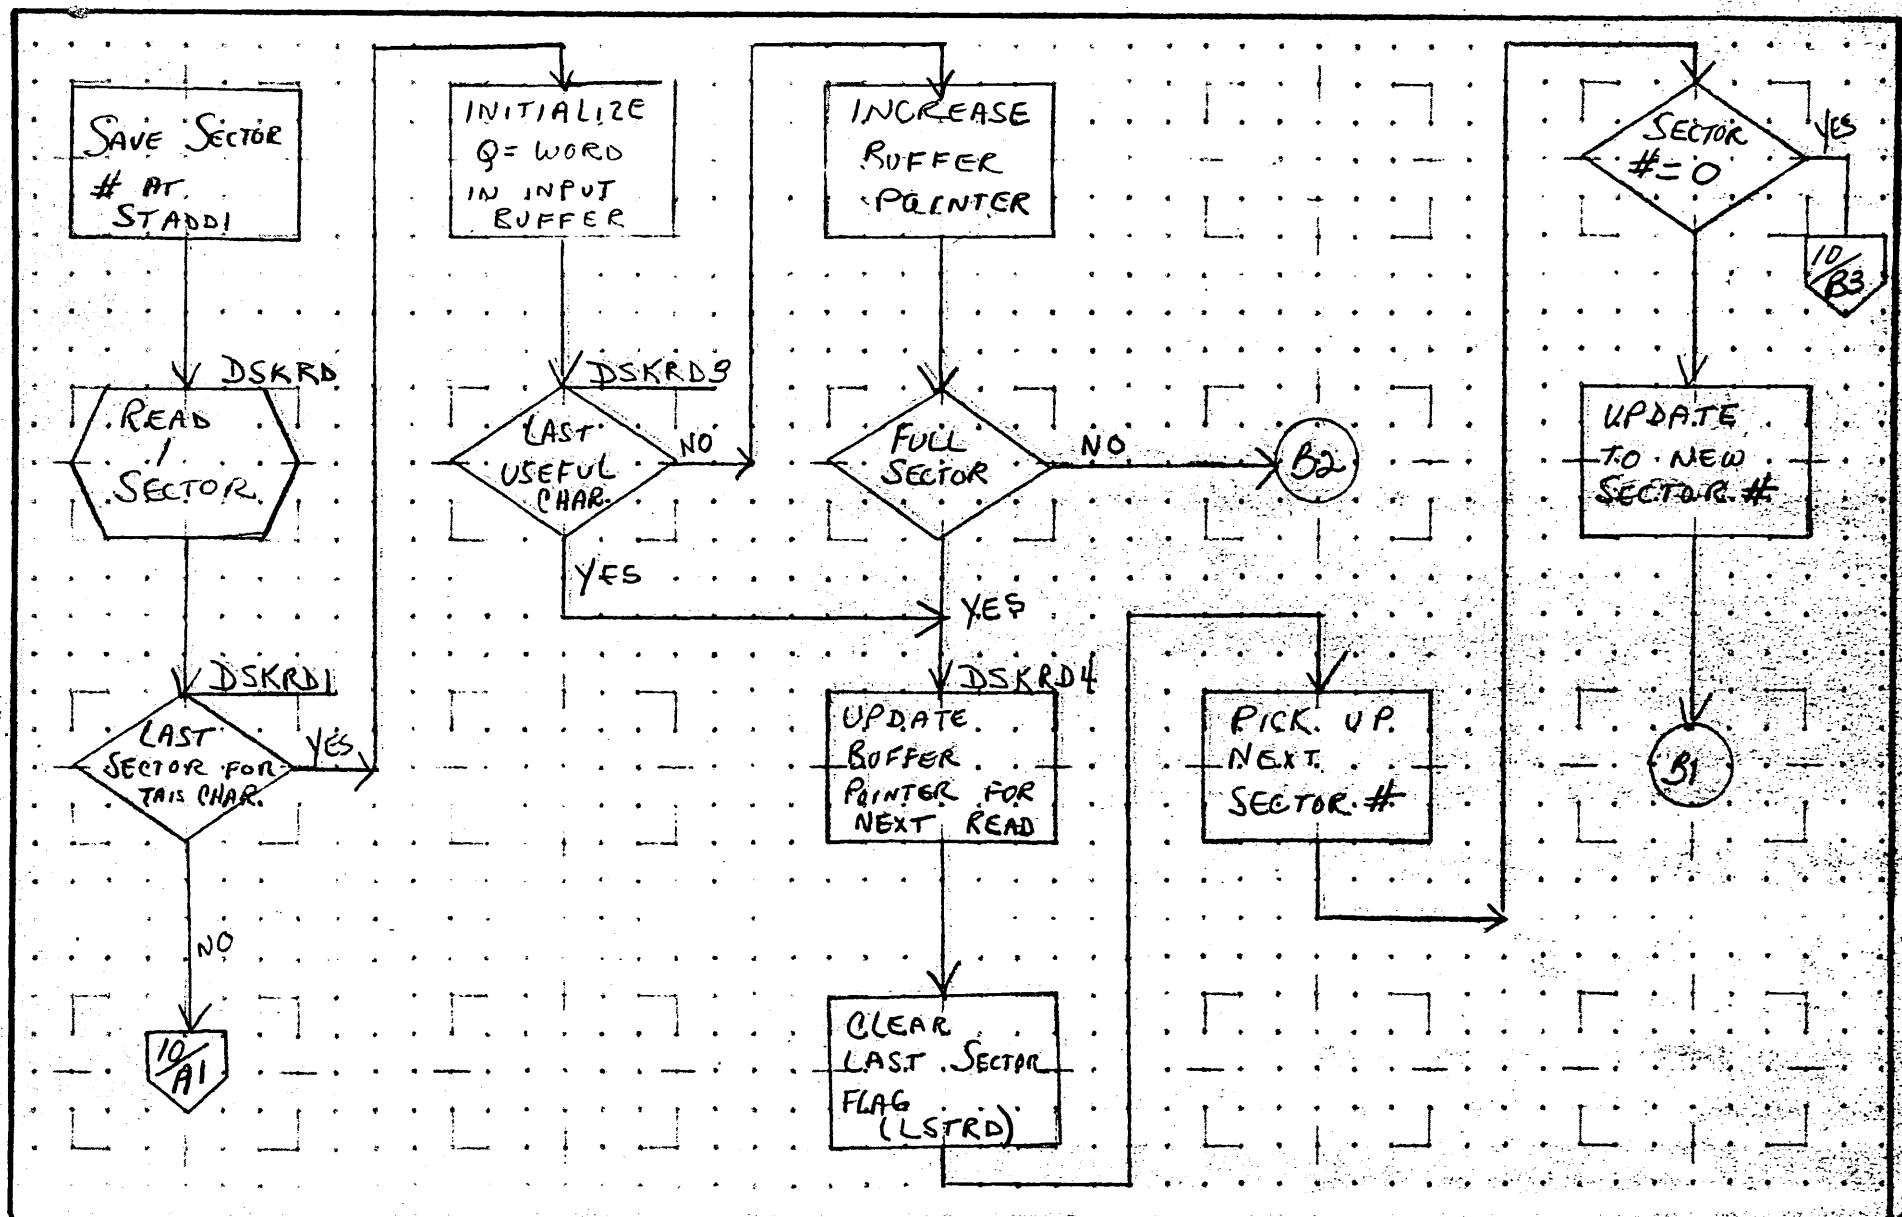 SAVE SECTOR
# AT
STADD1
DSKRD
READ
1
SECTOR
DSKRD1
LAST
SECTOR FOR
THIS CHAR.
YES
NO
10/A1
INITIALIZE
Q= WORD
IN INPUT
BUFFER
DSKRD3
LAST
USEFUL
CHAR.
NO
YES
INCREASE
BUFFER
POINTER
FULL
SECTOR
NO
B2
YES
DSKRD4
UPDATE
BUFFER
POINTER FOR
NEXT READ
CLEAR
LAST SECTOR
FLAG
(LSTRD)
PICK UP
NEXT
SECTOR #
SECTOR
#=0
YES
10/B3
UPDATE
TO NEW
SECTOR #
B1